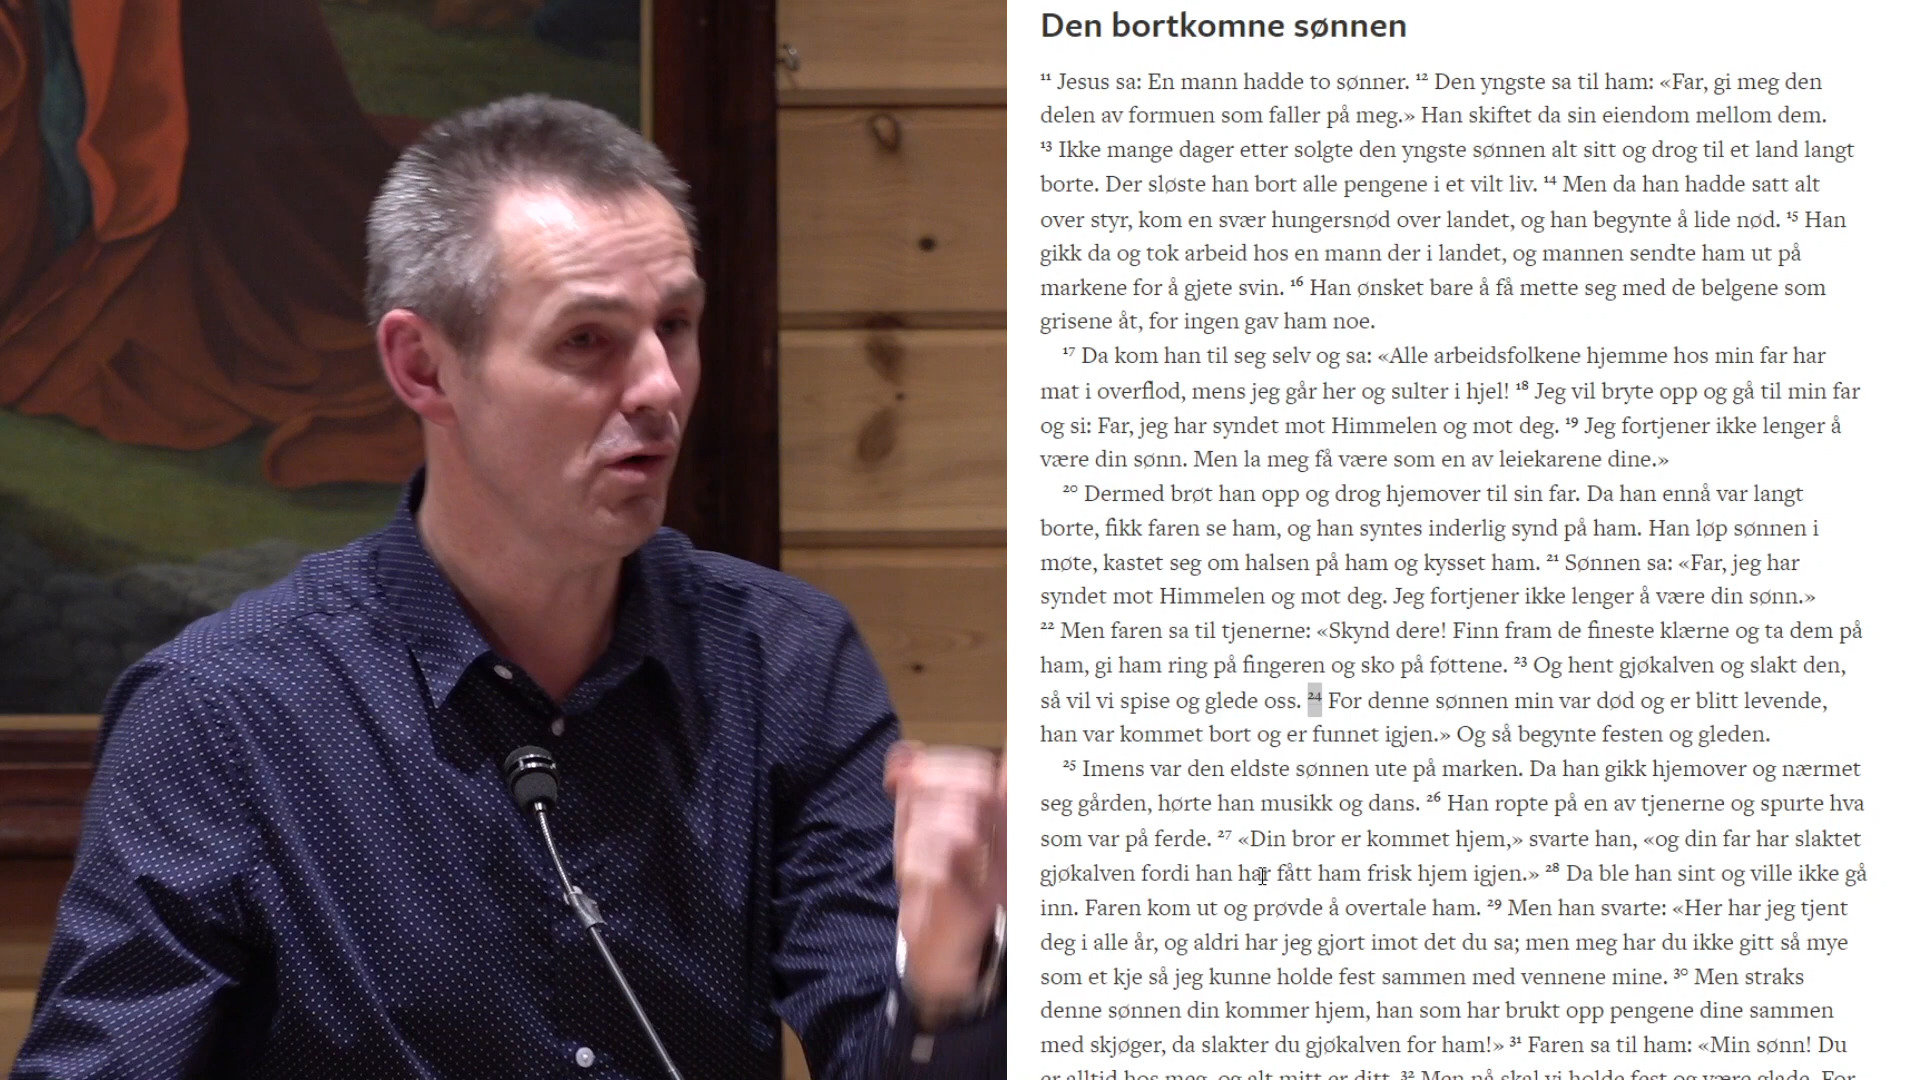 Den bortkomne sønnen
¹¹ Jesus sa: En mann hadde to sønner. ¹² Den yngste sa til ham: «Far, gi meg den
delen av formuen som faller på meg.» Han skiftet da sin eiendom mellom dem.
¹³ Ikke mange dager etter solgte den yngste sønnen alt sitt og drog til et land langt
borte. Der sløste han bort alle pengene i et vilt liv. ¹⁴ Men da han hadde satt alt
over styr, kom en svær hungersnød over landet, og han begynte å lide nød. ¹⁵ Han
gikk da og tok arbeid hos en mann der i landet, og mannen sendte ham ut på
markene for å gjete svin. ¹⁶ Han ønsket bare å få mette seg med de belgene som
grisene åt, for ingen gav ham noe.
¹⁷ Da kom han til seg selv og sa: «Alle arbeidsfolkene hjemme hos min far har
mat i overflod, mens jeg går her og sulter i hjel! ¹⁸ Jeg vil bryte opp og gå til min far
og si: Far, jeg har syndet mot Himmelen og mot deg. ¹⁹ Jeg fortjener ikke lenger å
være din sønn. Men la meg få være som en av leiekarene dine.»
²⁰ Dermed brøt han opp og drog hjemover til sin far. Da han ennå var langt
borte, fikk faren se ham, og han syntes inderlig synd på ham. Han løp sønnen i
møte, kastet seg om halsen på ham og kysset ham. ²¹ Sønnen sa: «Far, jeg har
syndet mot Himmelen og mot deg. Jeg fortjener ikke lenger å være din sønn.»
²² Men faren sa til tjenerne: «Skynd dere! Finn fram de fineste klærne og ta dem på
ham, gi ham ring på fingeren og sko på føttene. ²³ Og hent gjøkalven og slakt den,
så vil vi spise og glede oss. ²⁴ For denne sønnen min var død og er blitt levende,
han var kommet bort og er funnet igjen.» Og så begynte festen og gleden.
²⁵ Imens var den eldste sønnen ute på marken. Da han gikk hjemover og nærmet
seg gården, hørte han musikk og dans. ²⁶ Han ropte på en av tjenerne og spurte hva
som var på ferde. ²⁷ «Din bror er kommet hjem,» svarte han, «og din far har slaktet
gjøkalven fordi han har fått ham frisk hjem igjen.» ²⁸ Da ble han sint og ville ikke gå
inn. Faren kom ut og prøvde å overtale ham. ²⁹ Men han svarte: «Her har jeg tjent
deg i alle år, og aldri har jeg gjort imot det du sa; men meg har du ikke gitt så mye
som et kje så jeg kunne holde fest sammen med vennene mine. ³⁰ Men straks
denne sønnen din kommer hjem, han som har brukt opp pengene dine sammen
med skjøger, da slakter du gjøkalven for ham!» ³¹ Faren sa til ham: «Min sønn! Du
er alltid hos meg, og alt mitt er ditt. ³² Men nå skal vi holde fest og være glade. For